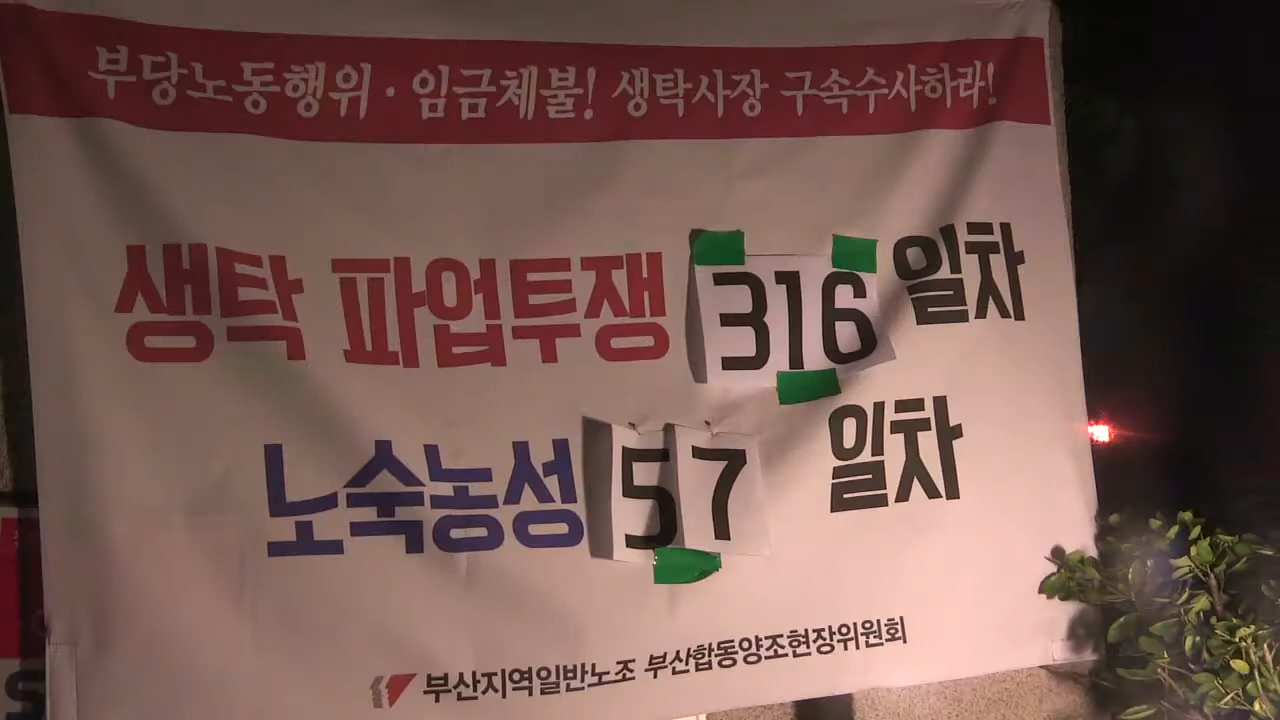 부당노동행위 · 임금체불! 생탁사장 구속수사하라!
생탁 파업투쟁 316 일차
노숙농성 57 일차
부산지역일반노조 부산합동양조현장위원회